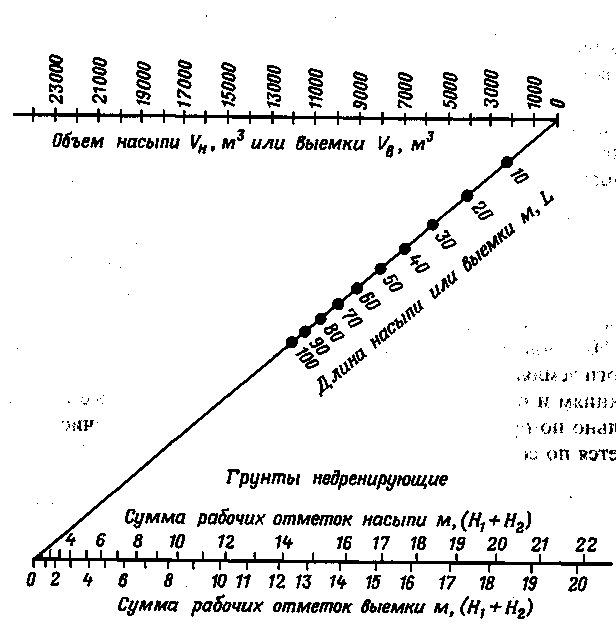 23000 21000 19000 17000 15000 13000 11000 9000 7000 5000 3000 1000 0
Объем насыпи Vн, м³ или выемки Vв, м³
10
20
30
40
50
60
70
80
90
100
Длина насыпи или выемки м, L
Грунты недренирующие
Сумма рабочих отметок насыпи м, (H₁ + H₂)
4 6 8 10 12 14 16 17 18 19 20 21 22
0 2 4 6 8 10 11 12 13 14 15 16 17 18 19 20
Сумма рабочих отметок выемки м, (H₁ + H₂)